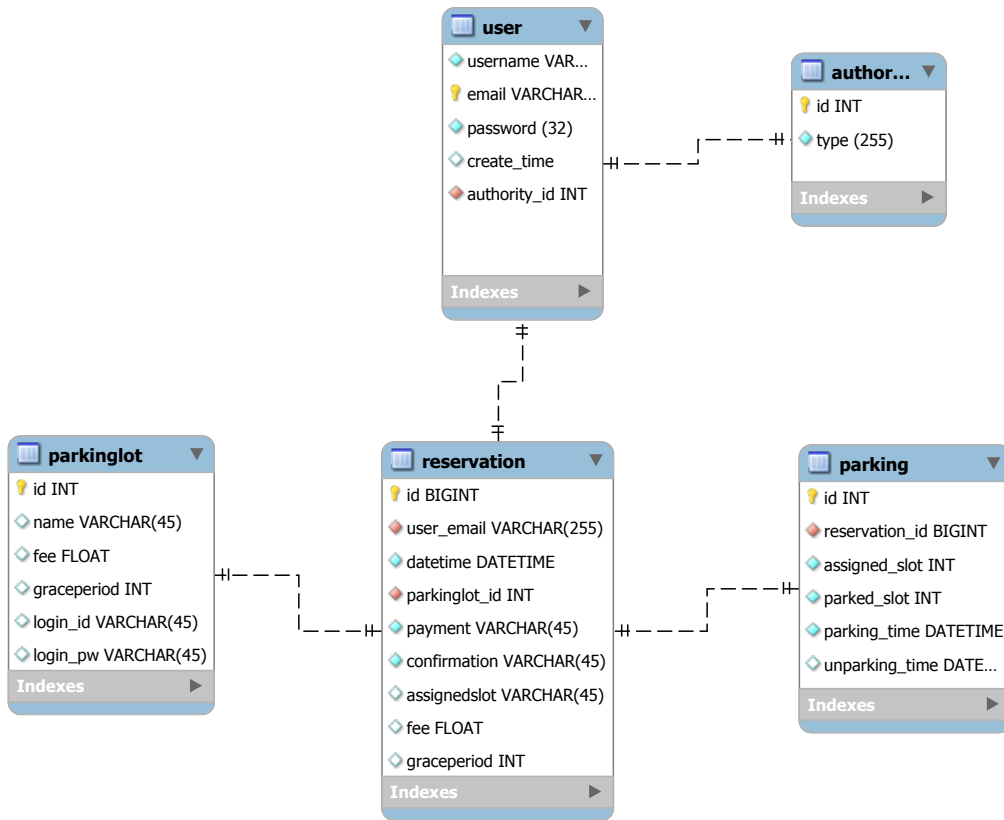 user
username VAR...
email VARCHAR...
password (32)
create_time
authority_id INT
Indexes
author...
id INT
type (255)
Indexes
parkinglot
id INT
name VARCHAR(45)
fee FLOAT
graceperiod INT
login_id VARCHAR(45)
login_pw VARCHAR(45)
Indexes
reservation
id BIGINT
user_email VARCHAR(255)
datetime DATETIME
parkinglot_id INT
payment VARCHAR(45)
confirmation VARCHAR(45)
assignedslot VARCHAR(45)
fee FLOAT
graceperiod INT
Indexes
parking
id INT
reservation_id BIGINT
assigned_slot INT
parked_slot INT
parking_time DATETIME
unparking_time DATE...
Indexes